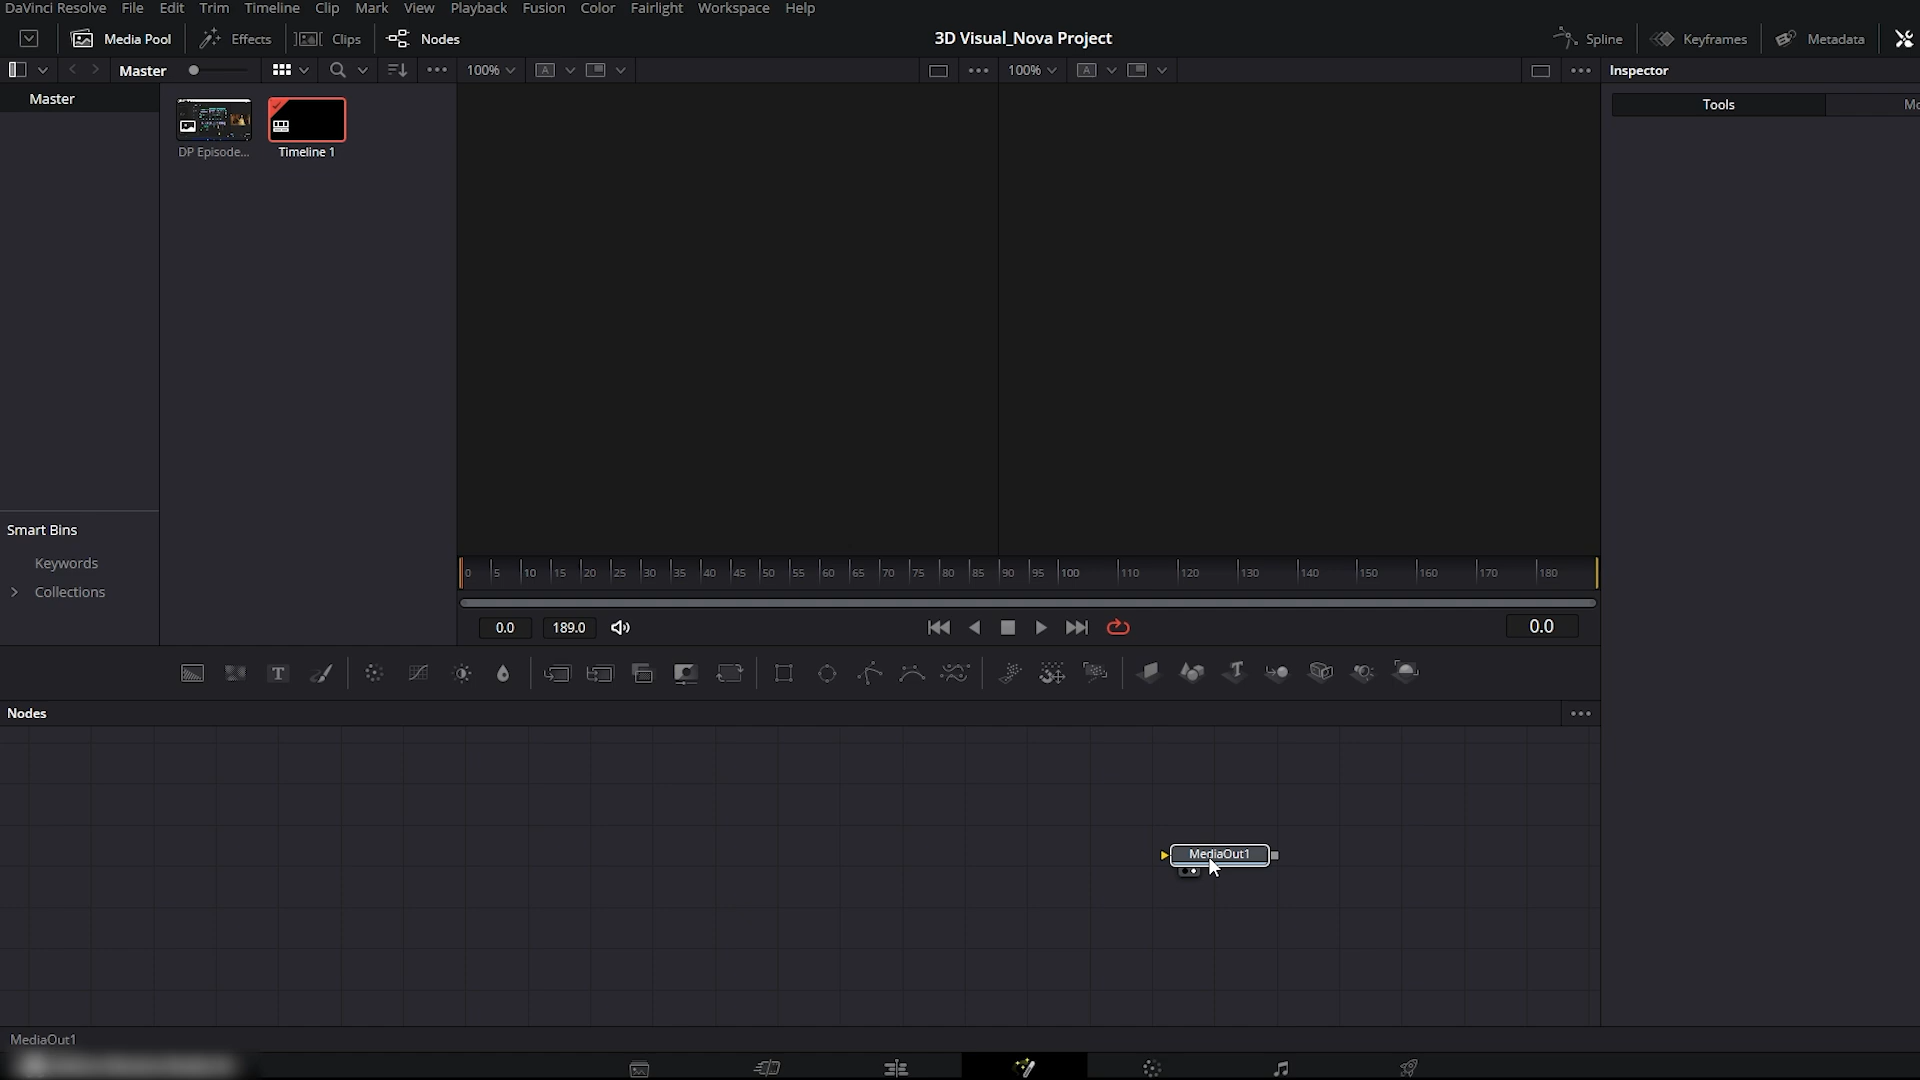 DaVinci Resolve File Edit Trim Timeline Clip Mark View Playback Fusion Color Fairlight Workspace Help
Media Pool Effects Clips Nodes 3D Visual_Nova Project Spline Keyframes Metadata
Master 100% A 100% A Inspector
Master Tools Mo
DP Episode... Timeline 1
Smart Bins
Keywords
Collections
0 5 10 15 20 25 30 35 40 45 50 55 60 65 70 75 80 85 90 95 100 110 120 130 140 150 160 170 180
0.0 189.0 0.0
T T
Nodes
MediaOut1
MediaOut1